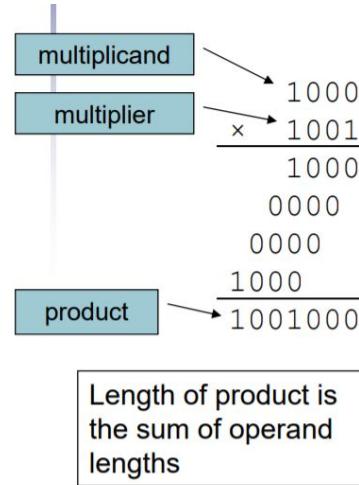 multiplicand
1000
multiplier
× 1001
1000
0000
0000
1000
product
1001000
Length of product is
the sum of operand
lengths